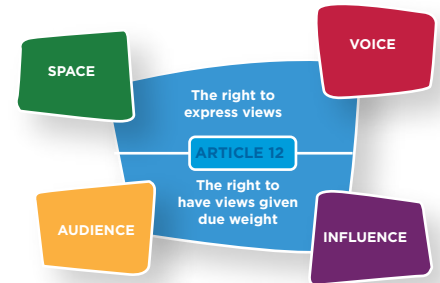 SPACE
VOICE
The right to
express views
ARTICLE 12
The right to
have views given
due weight
AUDIENCE
INFLUENCE